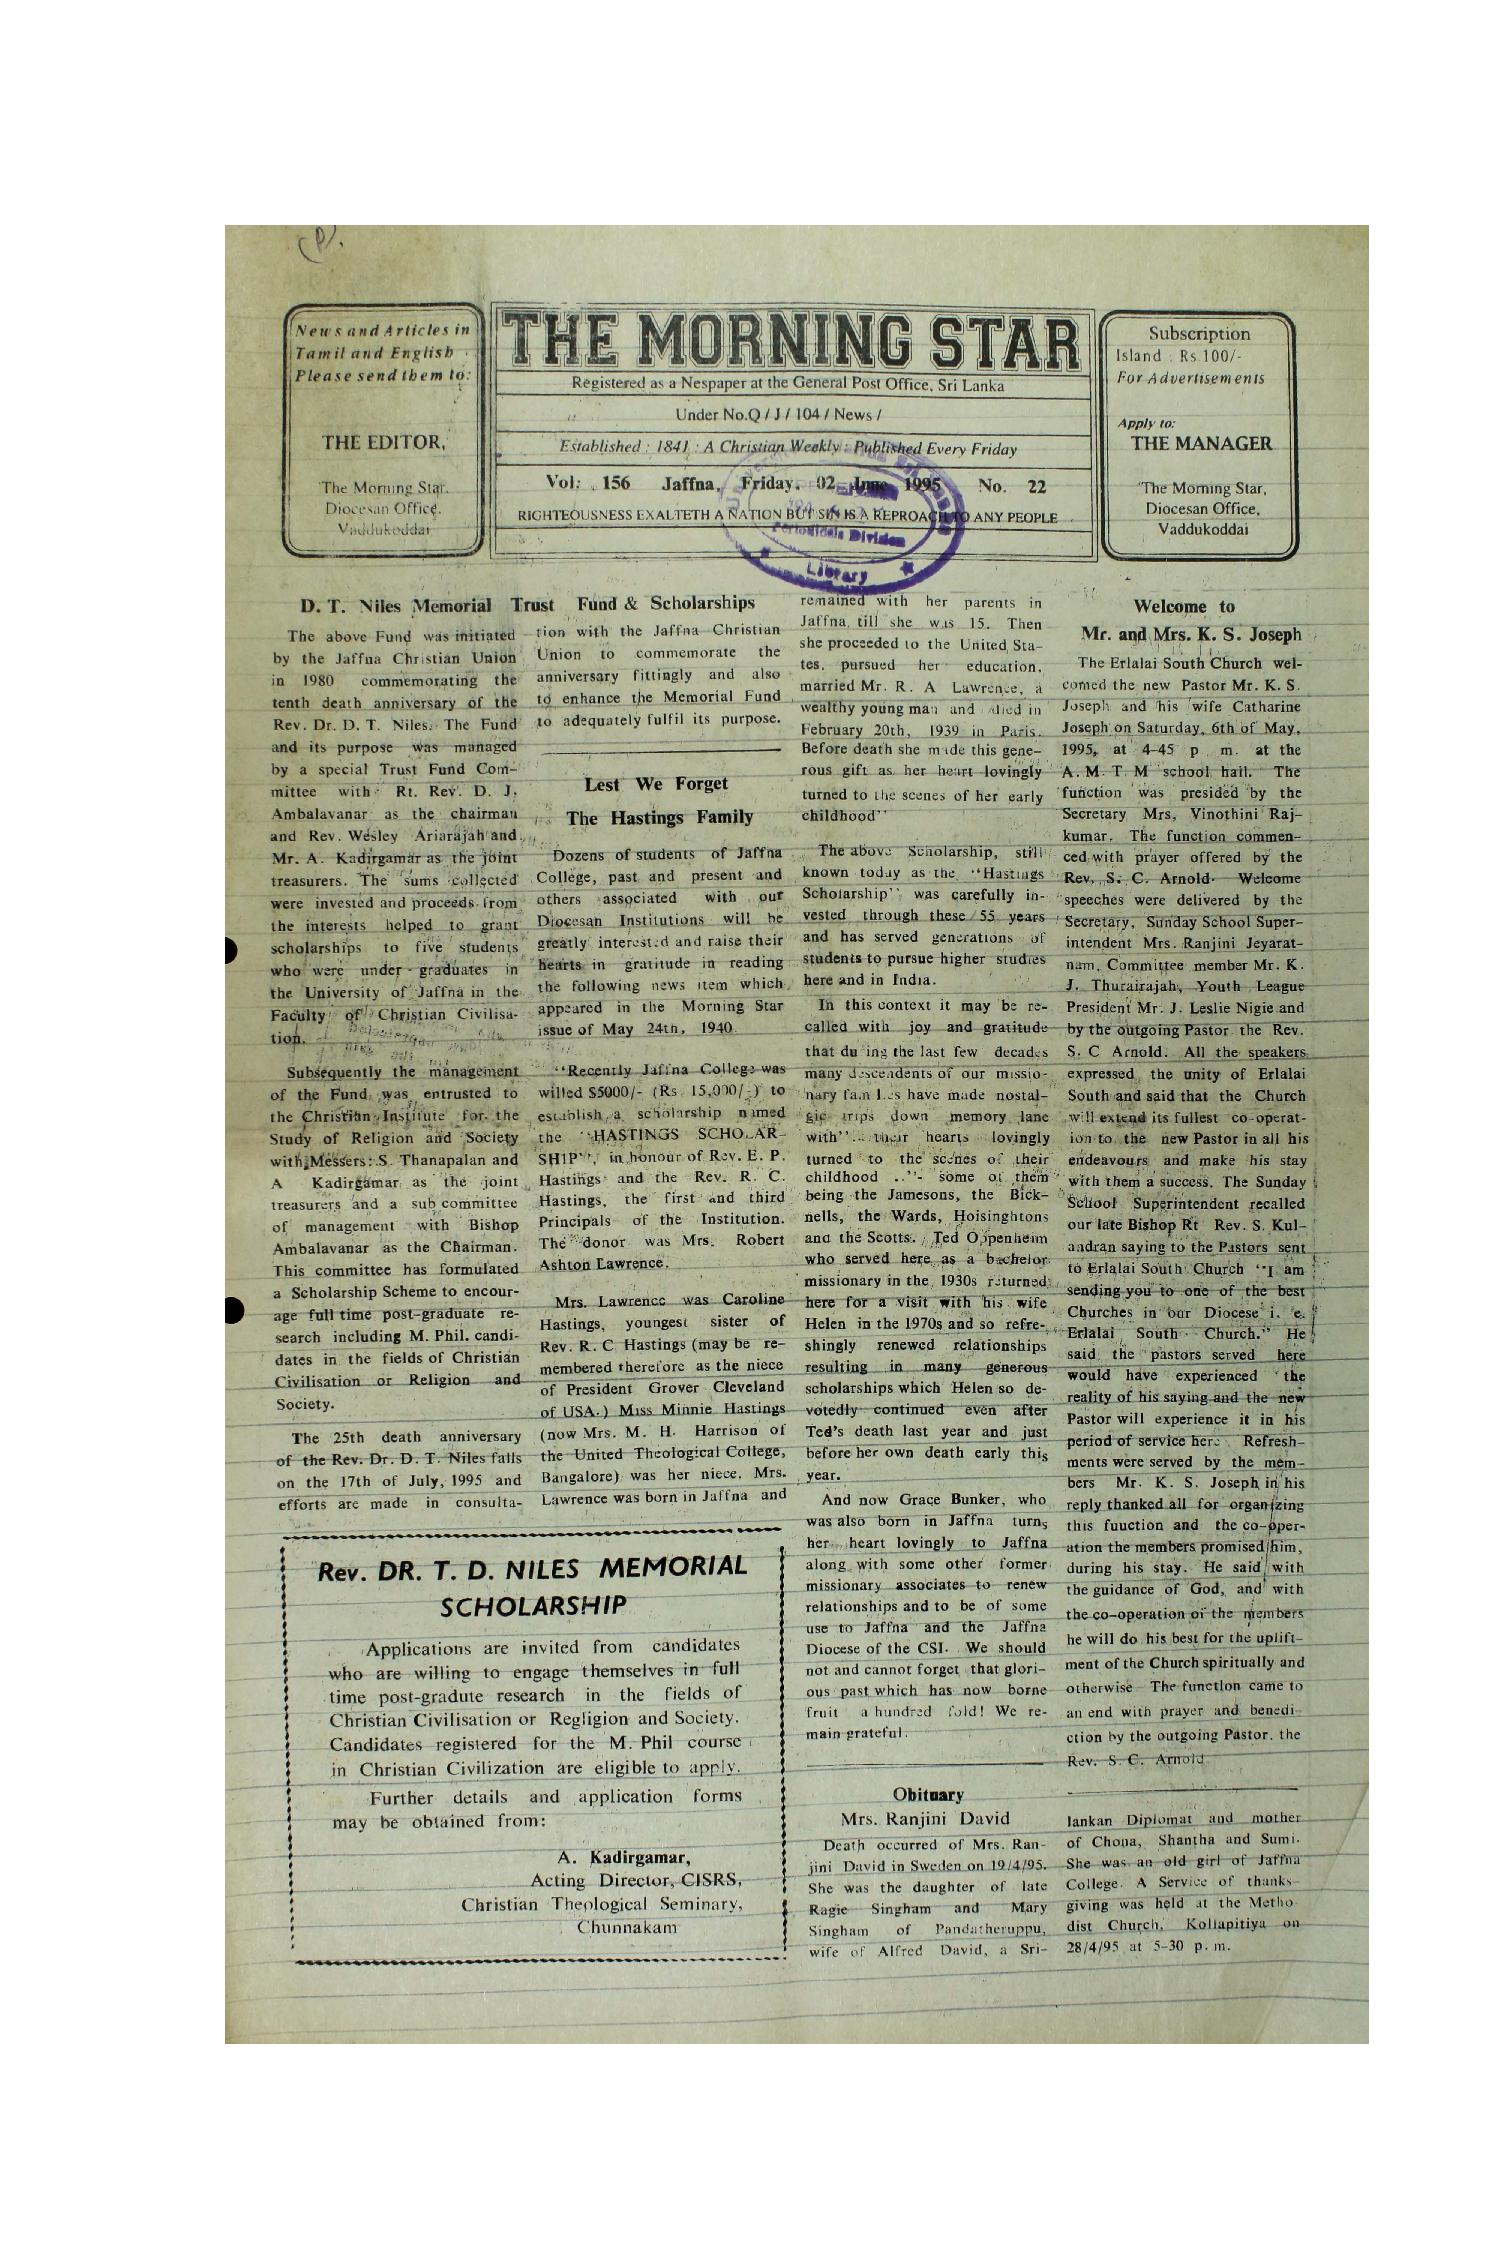 (P).
News and Articles in
Tamil and English
Please send them to:
THE EDITOR,
The Morning Star,
Diocesan Office,
Vaddukoddai
THE MORNING STAR
Registered as a Nespaper at the General Post Office, Sri Lanka
Under No.Q / J / 104 / News /
Established : 1841 : A Christian Weekly : Published Every Friday
Vol: 156 Jaffna, Friday, 02 June 1995 No. 22
RIGHTEOUSNESS EXALTETH A NATION BUT SIN IS A REPROACH TO ANY PEOPLE
Periodicals Division
Library
Subscription
Island : Rs 100/-
For Advertisements
Apply to:
THE MANAGER
The Morning Star,
Diocesan Office,
Vaddukoddai
D. T. Niles Memorial Trust Fund & Scholarships
The above Fund was initiated
by the Jaffna Christian Union
in 1980 commemorating the
tenth death anniversary of the
Rev. Dr. D. T. Niles. The Fund
and its purpose was managed
by a special Trust Fund Com-
mittee with Rt. Rev. D. J.
Ambalavanar as the chairman
and Rev. Wesley Ariarajah and
Mr. A. Kadirgamar as the joint
treasurers. The sums collected
were invested and proceeds from
the interests helped to grant
scholarships to five students
who were under-graduates in
the University of Jaffna in the
Faculty of Christian Civilisa-
tion.
Subsequently the management
of the Fund was entrusted to
the Christian Institute for the
Study of Religion and Society
with Messers: S. Thanapalan and
A Kadirgamar as the joint
treasurers and a sub committee
of management with Bishop
Ambalavanar as the Chairman.
This committee has formulated
a Scholarship Scheme to encour-
age full time post-graduate re-
search including M. Phil. candi-
dates in the fields of Christian
Civilisation or Religion and
Society.
The 25th death anniversary
of the Rev. Dr. D. T. Niles falls
on the 17th of July, 1995 and
efforts are made in consulta-
tion with the Jaffna Christian
Union to commemorate the
anniversary fittingly and also
to enhance the Memorial Fund
to adequately fulfil its purpose.
Lest We Forget
The Hastings Family
Dozens of students of Jaffna
College, past and present and
others associated with our
Diocesan Institutions will be
greatly interested and raise their
hearts in gratitude in reading
the following news item which
appeared in the Morning Star
issue of May 24th, 1940.
"Recently Jaffna College was
willed $5000/- (Rs. 15,000/-) to
establish a scholarship named
the "HASTINGS SCHOLAR-
SHIP", in honour of Rev. E. P.
Hastings and the Rev. R. C.
Hastings, the first and third
Principals of the Institution.
The donor was Mrs. Robert
Ashton Lawrence.
Mrs. Lawrence was Caroline
Hastings, youngest sister of
Rev. R. C Hastings (may be re-
membered therefore as the niece
of President Grover Cleveland
of USA.) Miss Minnie Hastings
(now Mrs. M. H. Harrison of
the United Theological College,
Bangalore) was her niece. Mrs.
Lawrence was born in Jaffna and
remained with her parents in
Jaffna till she was 15. Then
she proceeded to the United Sta-
tes, pursued her education,
married Mr. R. A Lawrence, a
wealthy young man and died in
February 20th, 1939 in Paris.
Before death she made this gene-
rous gift as her heart lovingly
turned to the scenes of her early
childhood"
The above Scholarship, still
known today as the "Hastings
Scholarship" was carefully in-
vested through these 55 years
and has served generations of
students to pursue higher studies
here and in India.
In this context it may be re-
called with joy and gratitude
that du ing the last few decades
many descendents of our missio-
nary fam l es have made nostal-
gic trips down memory lane
with"... their hearts lovingly
turned to the scenes of their
childhood .."- some of them
being the Jamesons, the Bick-
nells, the Wards, Hoisinghtons
and the Scotts. Ted Oppenheim
who served here as a bachelor
missionary in the 1930s returned
here for a visit with his wife
Helen in the 1970s and so refre-
shingly renewed relationships
resulting in many generous
scholarships which Helen so de-
votedly continued even after
Ted's death last year and just
before her own death early this
year.
And now Grace Bunker, who
was also born in Jaffna turns
her heart lovingly to Jaffna
along with some other former
missionary associates to renew
relationships and to be of some
use to Jaffna and the Jaffna
Diocese of the CSI. We should
not and cannot forget that glori-
ous past which has now borne
fruit a hundred fold! We re-
main grateful.
Welcome to
Mr. and Mrs. K. S. Joseph
The Erlalai South Church wel-
comed the new Pastor Mr. K. S.
Joseph and his wife Catharine
Joseph on Saturday, 6th of May,
1995, at 4-45 p m. at the
A. M. T. M school hall. The
function was presided by the
Secretary Mrs. Vinothini Raj-
kumar. The function commen-
ced with prayer offered by the
Rev. S. C. Arnold. Welcome
speeches were delivered by the
Secretary, Sunday School Super-
intendent Mrs. Ranjini Jeyarat-
nam, Committee member Mr. K.
J. Thurairajah, Youth League
President Mr. J. Leslie Nigie and
by the outgoing Pastor the Rev.
S. C Arnold. All the speakers
expressed the unity of Erlalai
South and said that the Church
will extend its fullest co-operat-
ion to the new Pastor in all his
endeavours and make his stay
with them a success. The Sunday
School Superintendent recalled
our late Bishop Rt Rev. S. Kul-
andran saying to the Pastors sent
to Erlalai South Church "I am
sending you to one of the best
Churches in our Diocese i. e.
Erlalai South Church." He
said the pastors served here
would have experienced the
reality of his saying and the new
Pastor will experience it in his
period of service here Refresh-
ments were served by the mem-
bers Mr. K. S. Joseph in his
reply thanked all for organizing
this fuuction and the co-oper-
ation the members promised him,
during his stay. He said with
the guidance of God, and with
the co-operation of the members
he will do his best for the uplift-
ment of the Church spiritually and
otherwise The function came to
an end with prayer and benedi-
ction by the outgoing Pastor, the
Rev. S. C. Arnold
Rev. DR. T. D. NILES MEMORIAL
SCHOLARSHIP
Applications are invited from candidates
who are willing to engage themselves in full
time post-gradute research in the fields of
Christian Civilisation or Regligion and Society.
Candidates registered for the M. Phil course
in Christian Civilization are eligible to apply.
Further details and application forms
may be obtained from:
A. Kadirgamar,
Acting Director, CISRS,
Christian Theological Seminary,
Chunnakam
Obituary
Mrs. Ranjini David
Death occurred of Mrs. Ran-
jini David in Sweden on 19/4/95.
She was the daughter of late
Ragie Singham and Mary
Singham of Pandatheruppu,
wife of Alfred David, a Sri-
lankan Diplomat and mother
of Chona, Shantha and Sumi.
She was an old girl of Jaffna
College. A Service of thanks-
giving was held at the Metho-
dist Church, Kollapitiya on
28/4/95 at 5-30 p. m.